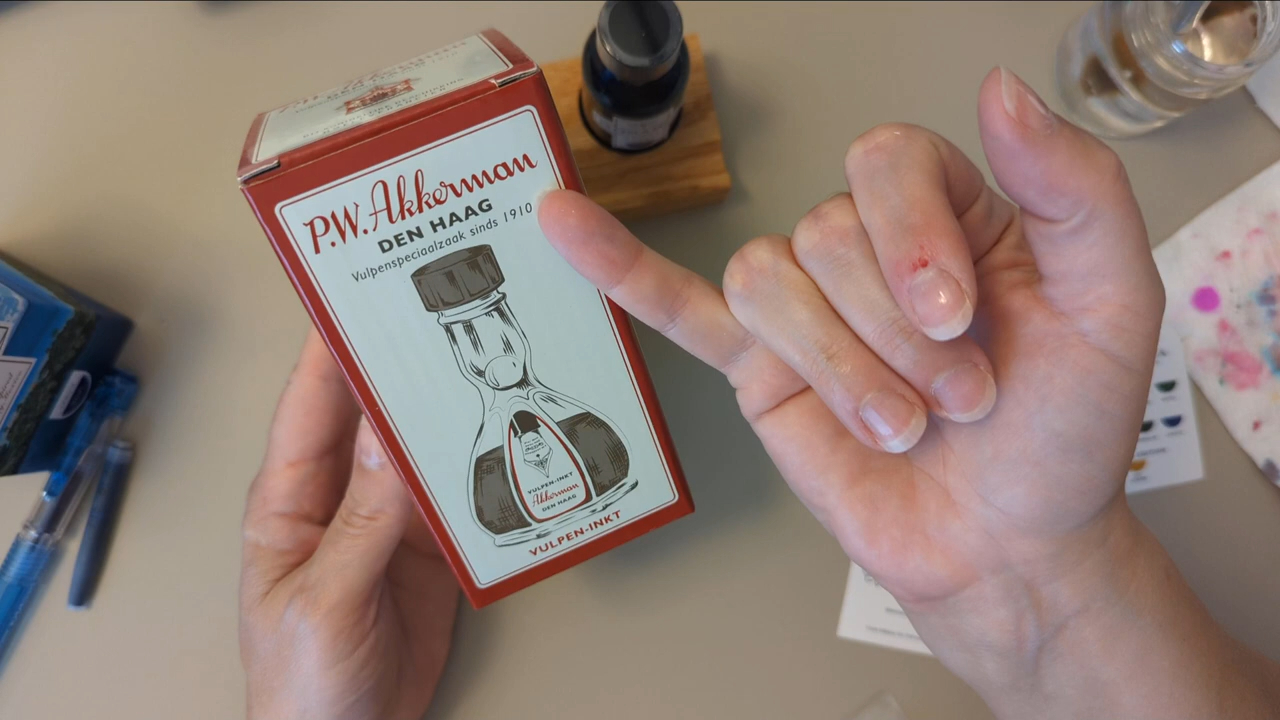 P.W. Akkerman
DEN HAAG
Vulpenspeciaalzaak sinds 1910
VULPEN-INKT
Akkerman
DEN HAAG
VULPEN-INKT